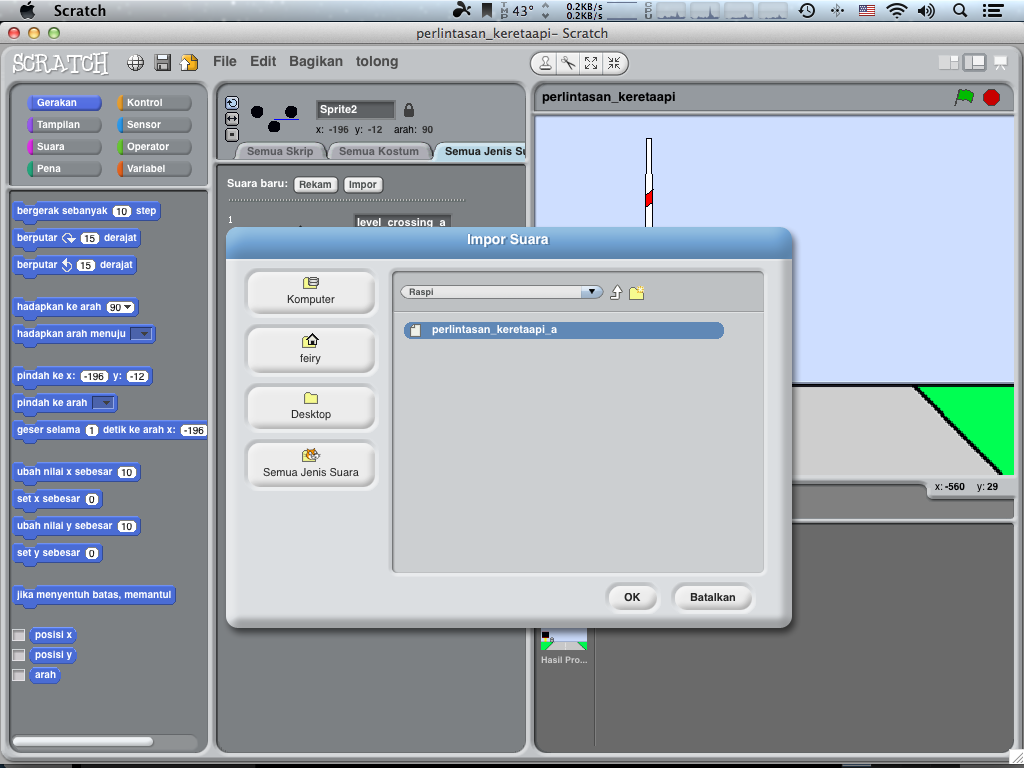 Scratch
43°
0.2KB/s
0.2KB/s
perlintasan_keretaapi– Scratch
SCRATCH
File Edit Bagikan tolong
Gerakan Kontrol
Tampilan Sensor
Suara Operator
Pena Variabel
Sprite2
x: -196 y: -12 arah: 90
Semua Skrip Semua Kostum Semua Jenis Su
Suara baru: Rekam Impor
1
level_crossing_a
perlintasan_keretaapi
bergerak sebanyak 10 step
berputar 15 derajat
berputar 15 derajat
hadapkan ke arah 90
hadapkan arah menuju
pindah ke x: -196 y: -12
pindah ke arah
geser selama 1 detik ke arah x: -196
ubah nilai x sebesar 10
set x sebesar 0
ubah nilai y sebesar 10
set y sebesar 0
jika menyentuh batas, memantul
posisi x
posisi y
arah
Impor Suara
Komputer
feiry
Desktop
Semua Jenis Suara
Raspi
perlintasan_keretaapi_a
OK Batalkan
x: -560 y: 29
Hasil Pro...